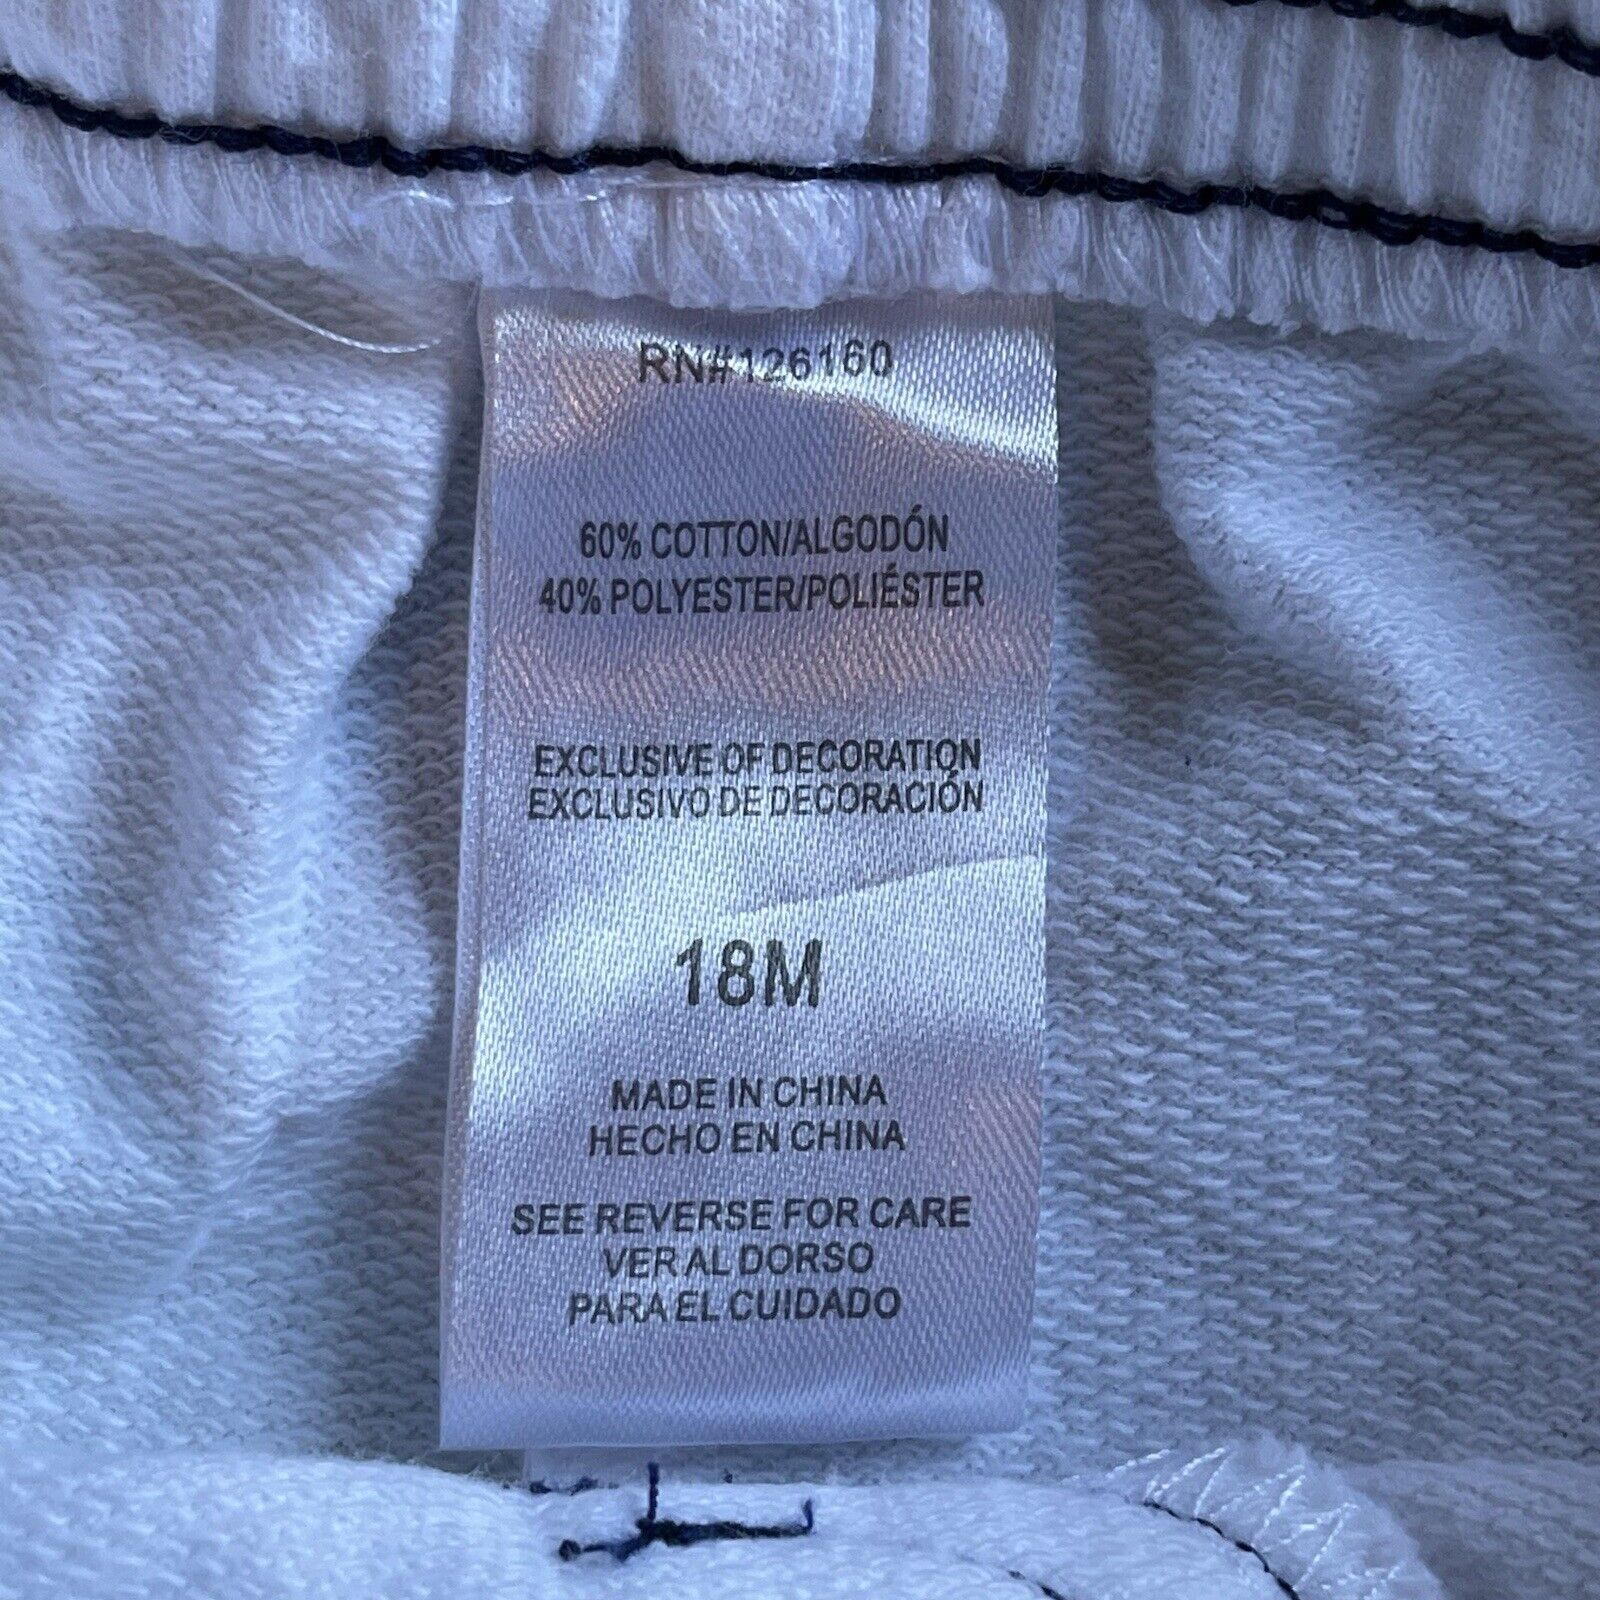 RN#126160
60% COTTON/ALGODÓN
40% POLYESTER/POLIÉSTER
EXCLUSIVE OF DECORATION
EXCLUSIVO DE DECORACIÓN
18M
MADE IN CHINA
HECHO EN CHINA
SEE REVERSE FOR CARE
VER AL DORSO
PARA EL CUIDADO